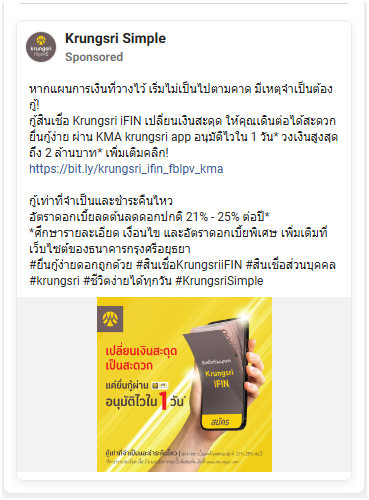 Krungsri Simple
Sponsored
หากแผนการเงินที่วางไว้ เริ่มไม่เป็นไปตามคาด มีเหตุจำเป็นต้อง
กู้!
กู้สินเชื่อ Krungsri iFIN เปลี่ยนเงินสะดุด ให้คุณเดินต่อได้สะดวก
ยื่นกู้ง่าย ผ่าน KMA krungsri app อนุมัติไวใน 1 วัน* วงเงินสูงสุด
ถึง 2 ล้านบาท* เพิ่มเติมคลิก!
https://bit.ly/krungsri_ifin_fblpv_kma
กู้เท่าที่จำเป็นและชำระคืนไหว
อัตราดอกเบี้ยลดต้นลดดอกปกติ 21% - 25% ต่อปี*
*ศึกษารายละเอียด เงื่อนไข และอัตราดอกเบี้ยพิเศษ เพิ่มเติมที่
เว็บไซต์ของธนาคารกรุงศรีอยุธยา
#ยื่นกู้ง่ายดอกถูกด้วย #สินเชื่อKrungsriiFIN #สินเชื่อส่วนบุคคล
#krungsri #ชีวิตง่ายได้ทุกวัน #KrungsriSimple
เปลี่ยนเงินสะดุด
เป็นสะดวก
แค่ยื่นกู้ผ่าน
อนุมัติไวใน 1 วัน*
Krungsri
iFIN
สมัคร
กู้เท่าที่จำเป็นและชำระคืนไหว